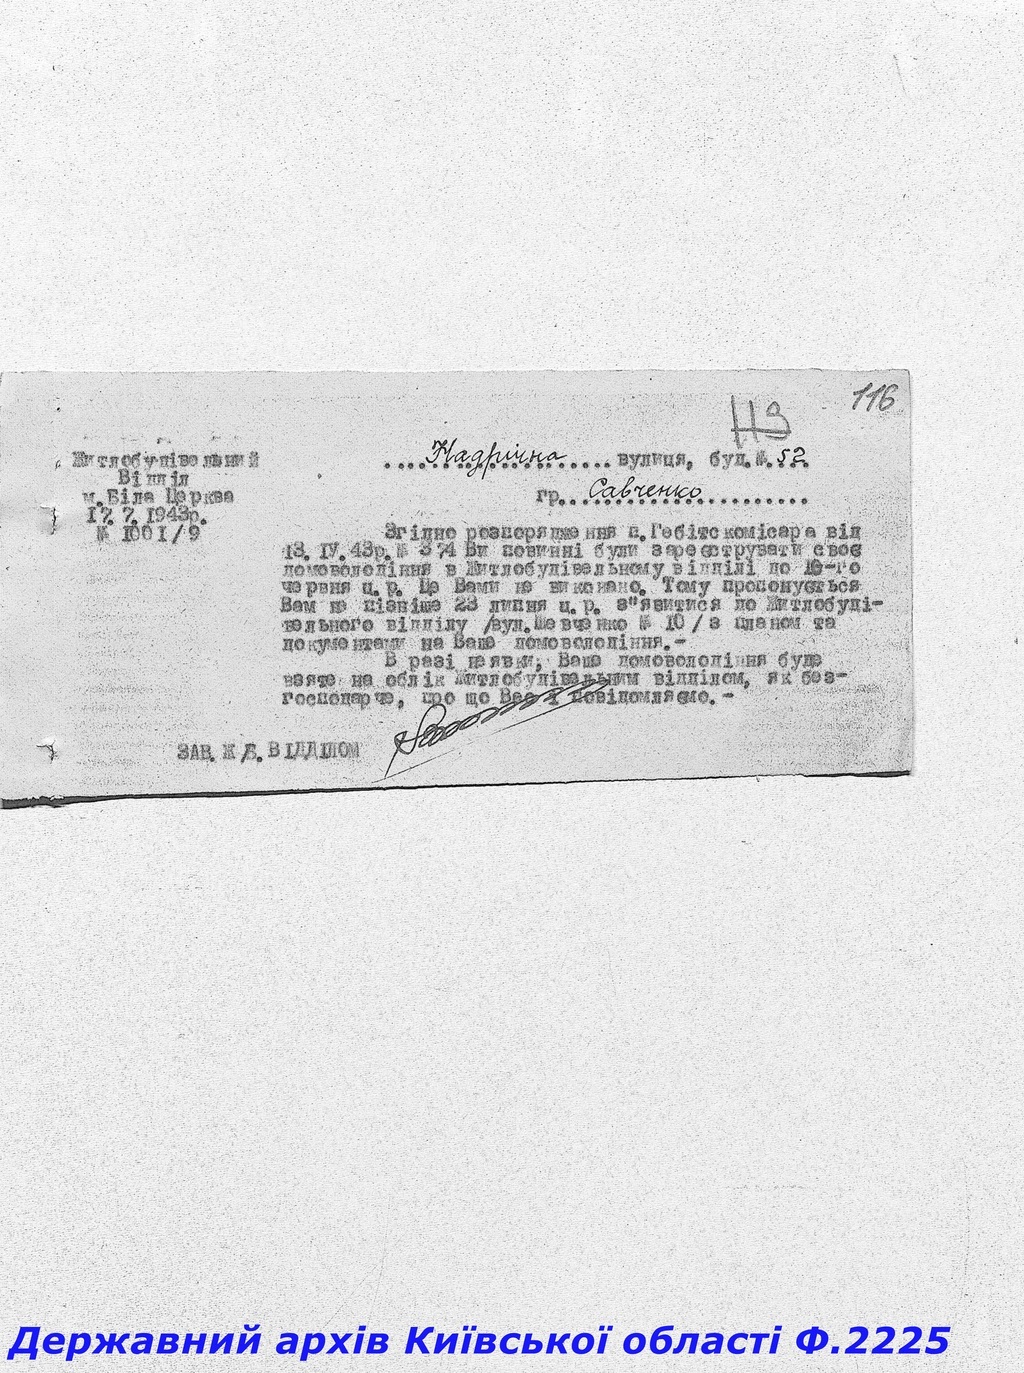 116
113
Житлобудівельний
Відділ
м. Біла Церква
17. 7. 1943р.
№ 1001/9
....Надрічна.... вулиця, буд. № 52
гр...Савченко..........
Згідно розпорядження п. Гебітскомісара від
13. IV. 43р. № 374 Ви повинні були зареєструвати своє
домоволодіння в Житлобудівельному відділі до 10-го
червня ц. р. Це Вами не виконано. Тому пропонується
Вам не пізніше 23 липня ц. р. з"явитися до Житлобуді-
тельного відділу /вул. Шевченко № 10/ з планом та
документами на Ваше домоволодіння.-
В разі неявки, Ваше домоволодіння буде
взяте на облік Житлобудівельним відділом, як без-
господарче, про що Вас і повідомляємо. -
ЗАВ. Ж/Б. ВІДДІЛОМ
Державний архів Київської області Ф.2225